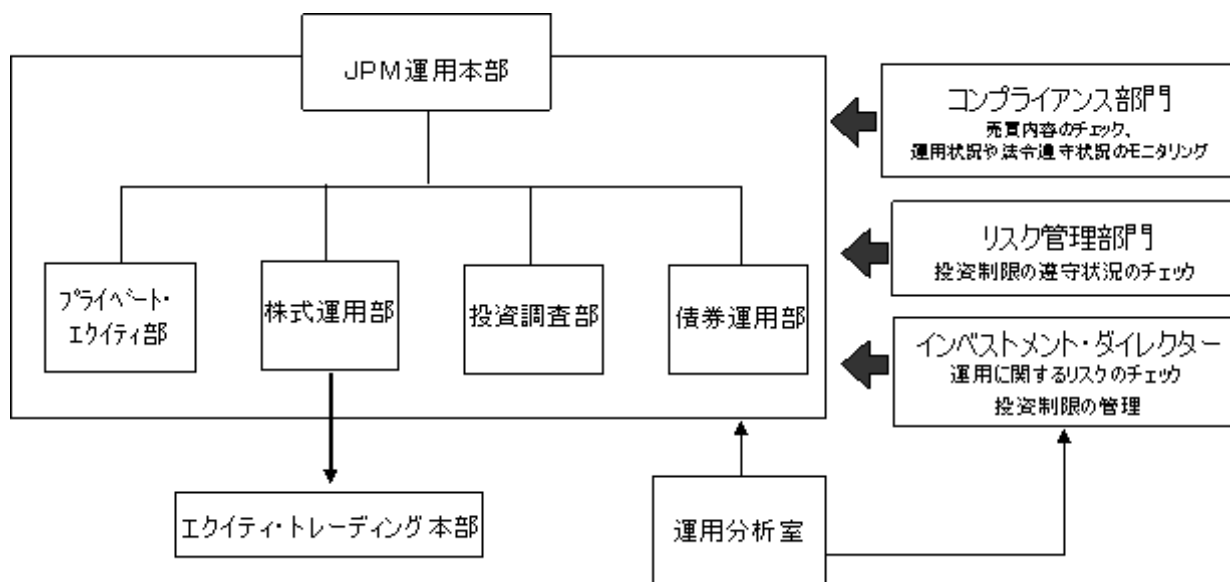 JPM運用本部
コンプライアンス部門
売買内容のチェック、
運用状況や法令遵守状況のモニタリング
リスク管理部門
投資制限の遵守状況のチェック
プライベート・
エクイティ部
株式運用部
投資調査部
債券運用部
インベストメント・ダイレクター
運用に関するリスクのチェック
投資制限の管理
エクイティ・トレーディング本部
運用分析室